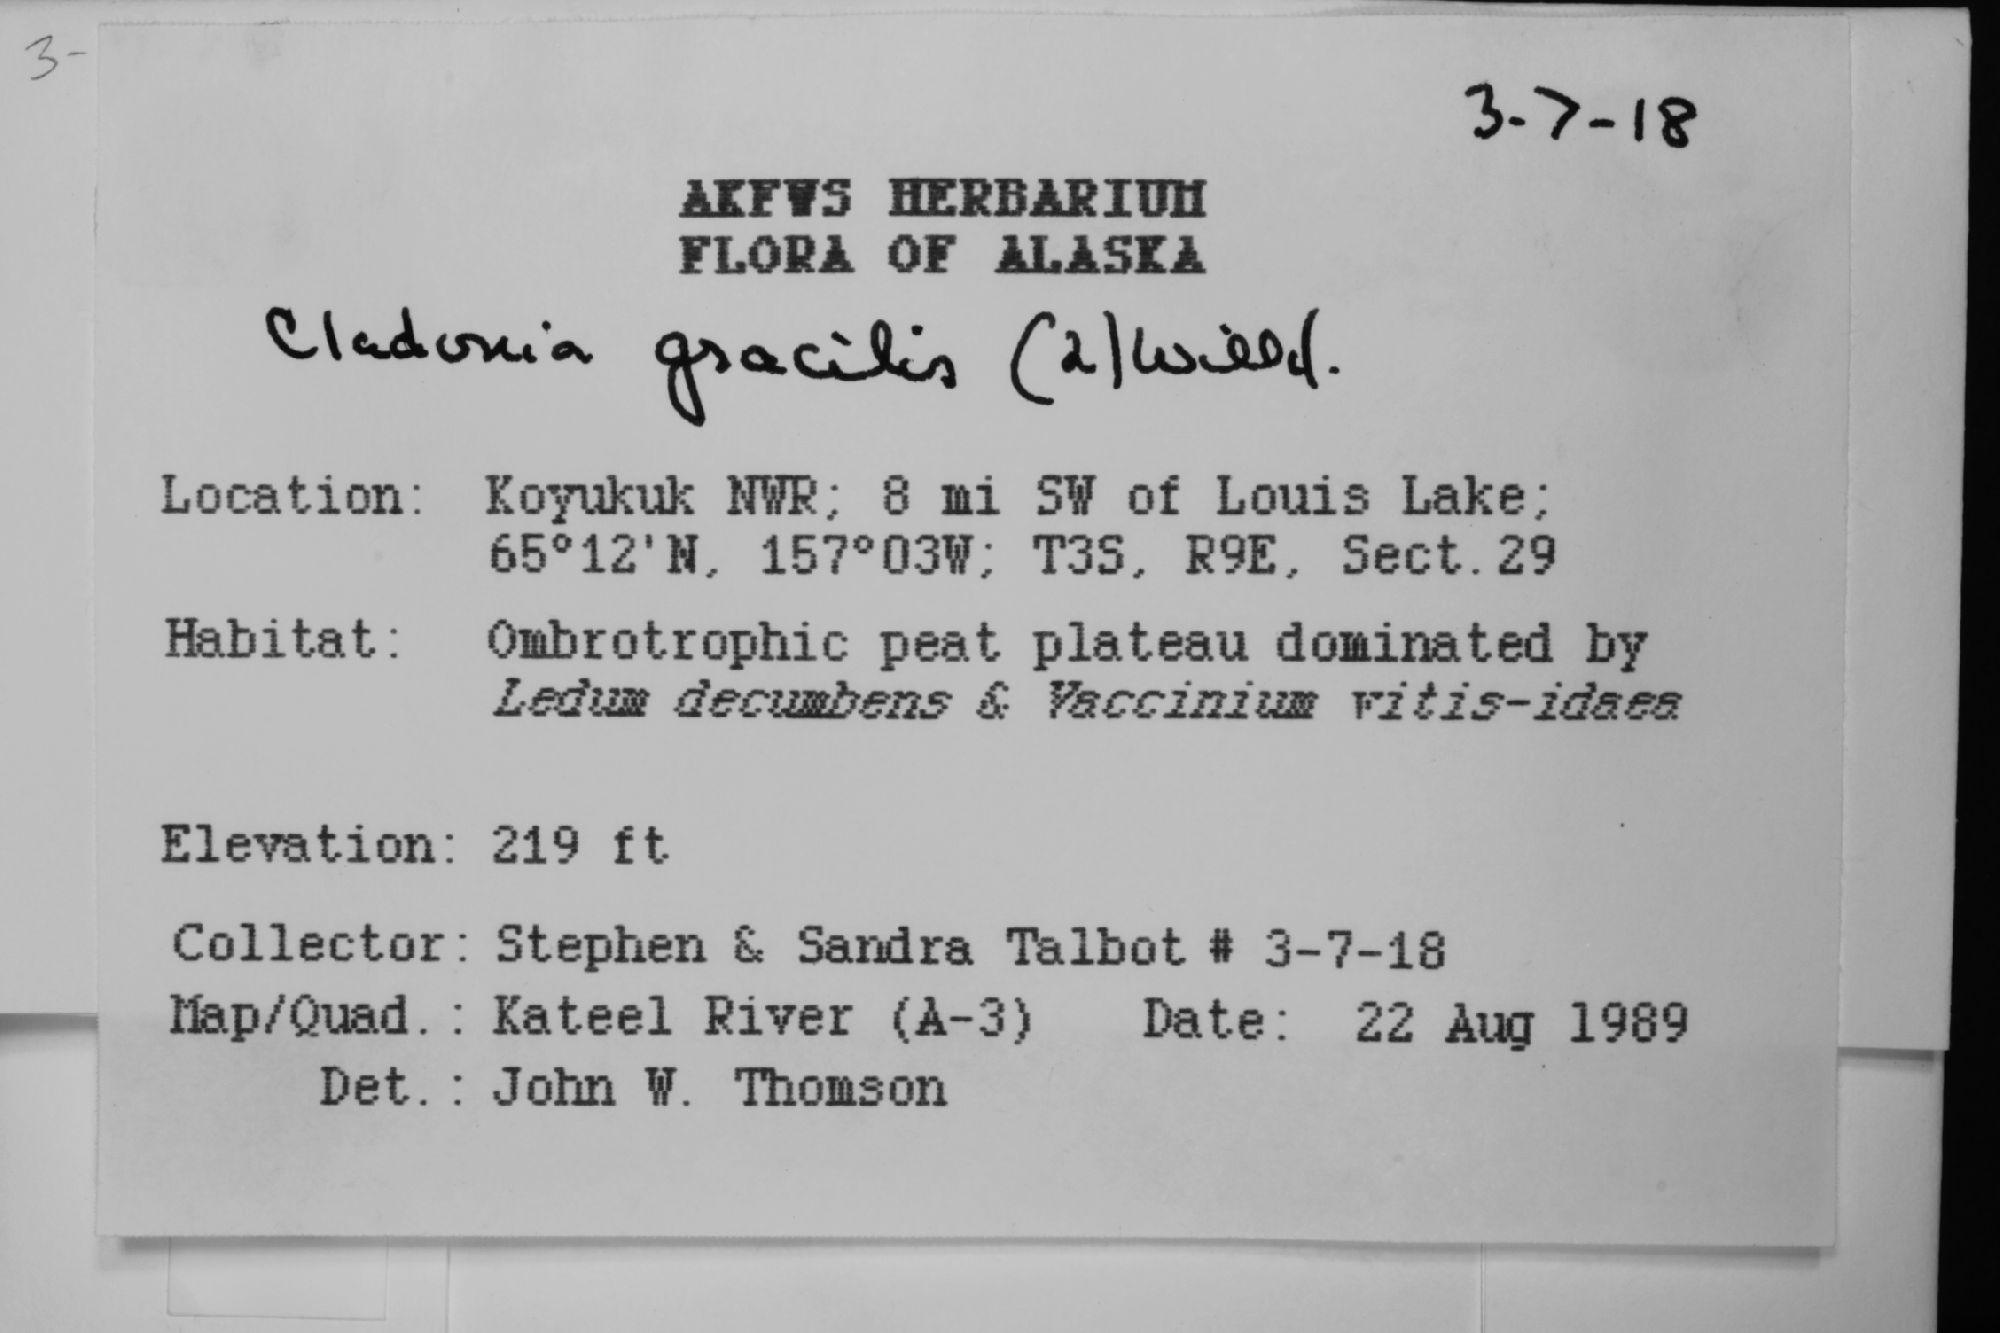 3-
3-7-18
AKFWS HERBARIUM
FLORA OF ALASKA
Cladonia gracilis (L) Willd.
Location: Koyukuk NWR; 8 mi SW of Louis Lake;
65°12'N, 157°03W; T3S, R9E, Sect.29
Habitat: Ombrotrophic peat plateau dominated by
Ledum decumbens & Vaccinium vitis-idaea
Elevation: 219 ft
Collector: Stephen & Sandra Talbot # 3-7-18
Map/Quad.: Kateel River (A-3) Date: 22 Aug 1989
Det.: John W. Thomson